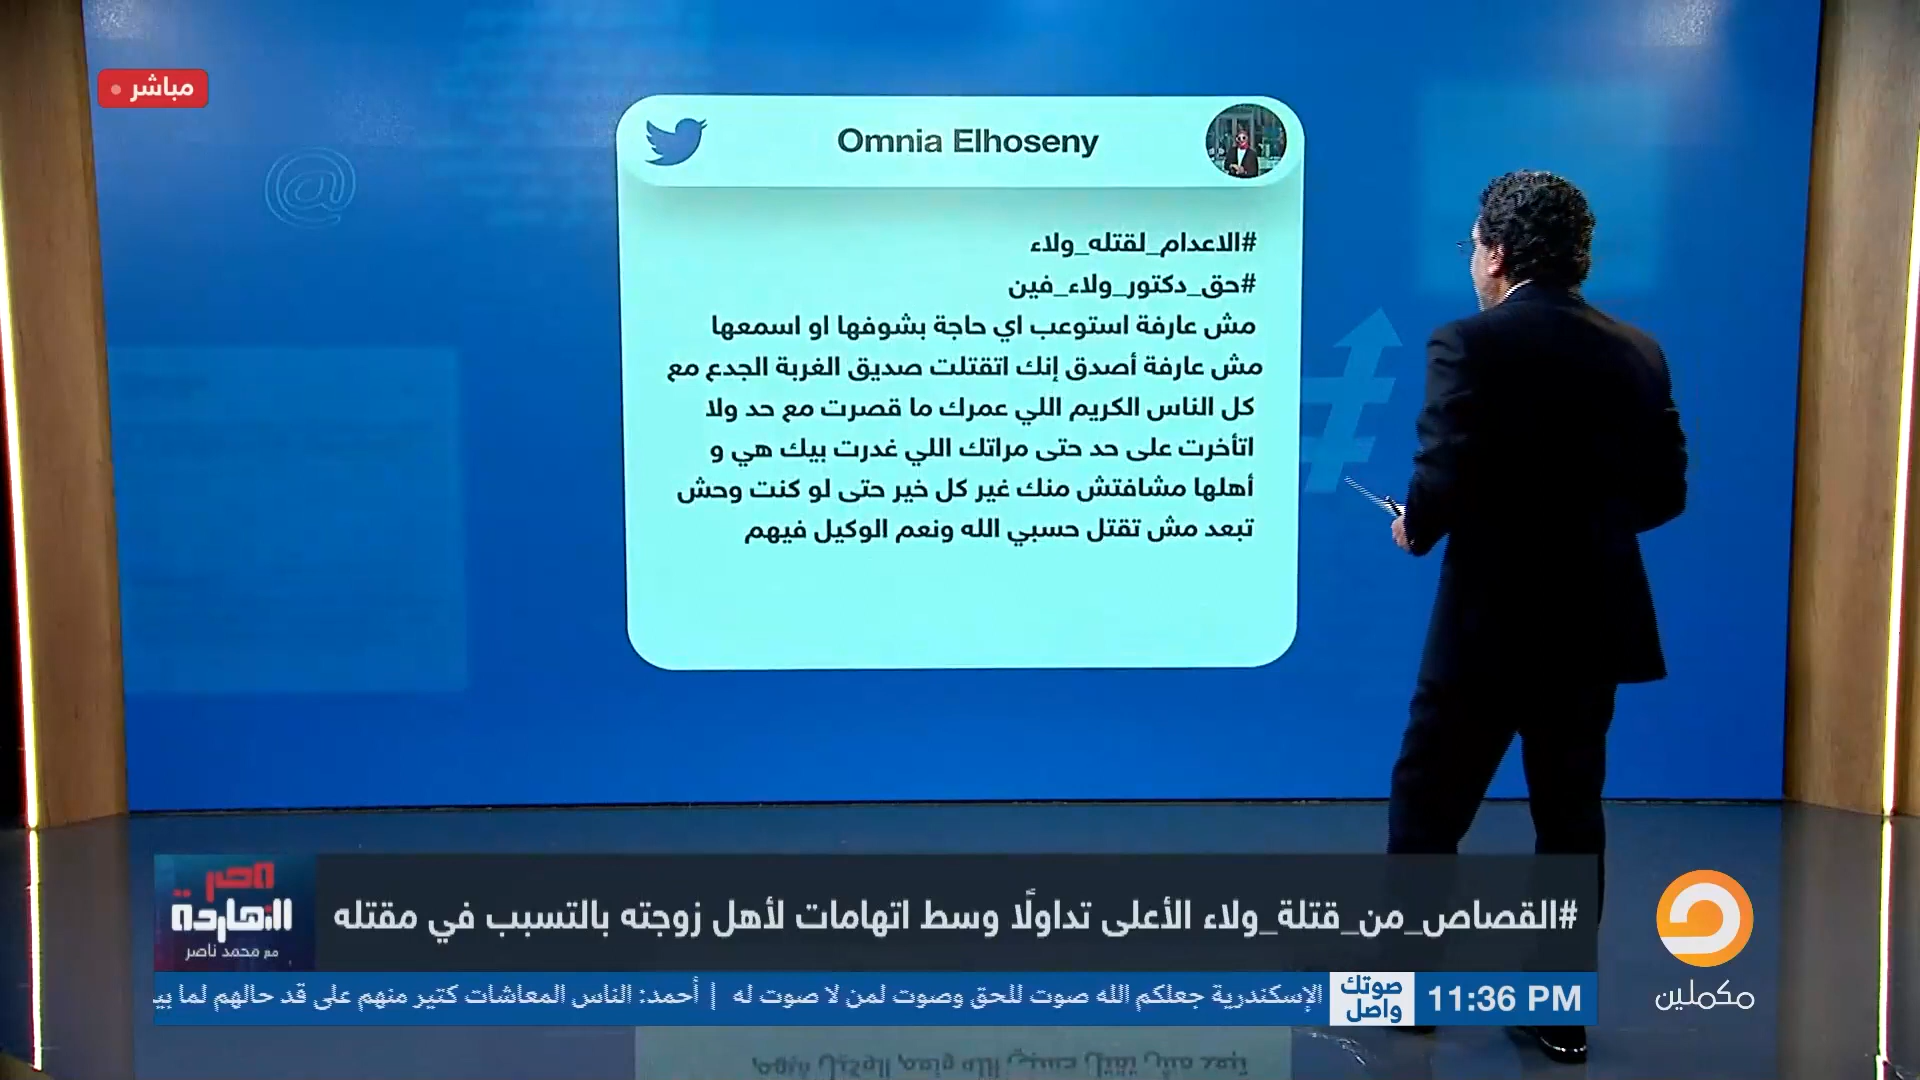 مباشر
Omnia Elhoseny
#الاعدام_لقتله_ولاء
#حق_دكتور_ولاء_فين
مش عارفة استوعب اي حاجة بشوفها او اسمعها
مش عارفة أصدق إنك اتقتلت صديق الغربة الجدع مع
كل الناس الكريم اللي عمرك ما قصرت مع حد ولا
اتأخرت على حد حتى مراتك اللي غدرت بيك هي و
أهلها مشافتش منك غير كل خير حتى لو كنت وحش
تبعد مش تقتل حسبي الله ونعم الوكيل فيهم
#القصاص_من_قتلة_ولاء الأعلى تداولًا وسط اتهامات لأهل زوجته بالتسبب في مقتله
مصر
النهاردة
مع محمد ناصر
11:36 PM
صوتك
واصل
الإسكندرية جعلكم الله صوت للحق وصوت لمن لا صوت له | أحمد: الناس المعاشات كتير منهم على قد حالهم لما
مكملين